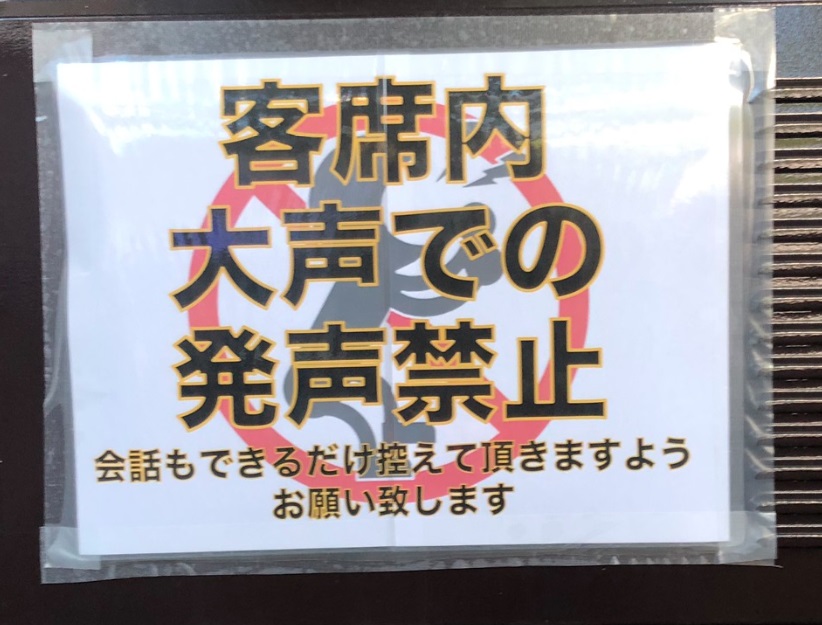 客席内
大声での
発声禁止
会話もできるだけ控えて頂きますよう
お願い致します